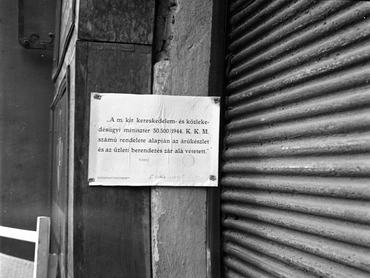 „A m. kir. kereskedelem- és közleke-
désügyi miniszter 50.500/1944. K. K. M.
számú rendelete alapján az árúkészlet
és az üzleti berendezés zár alá vétetett."